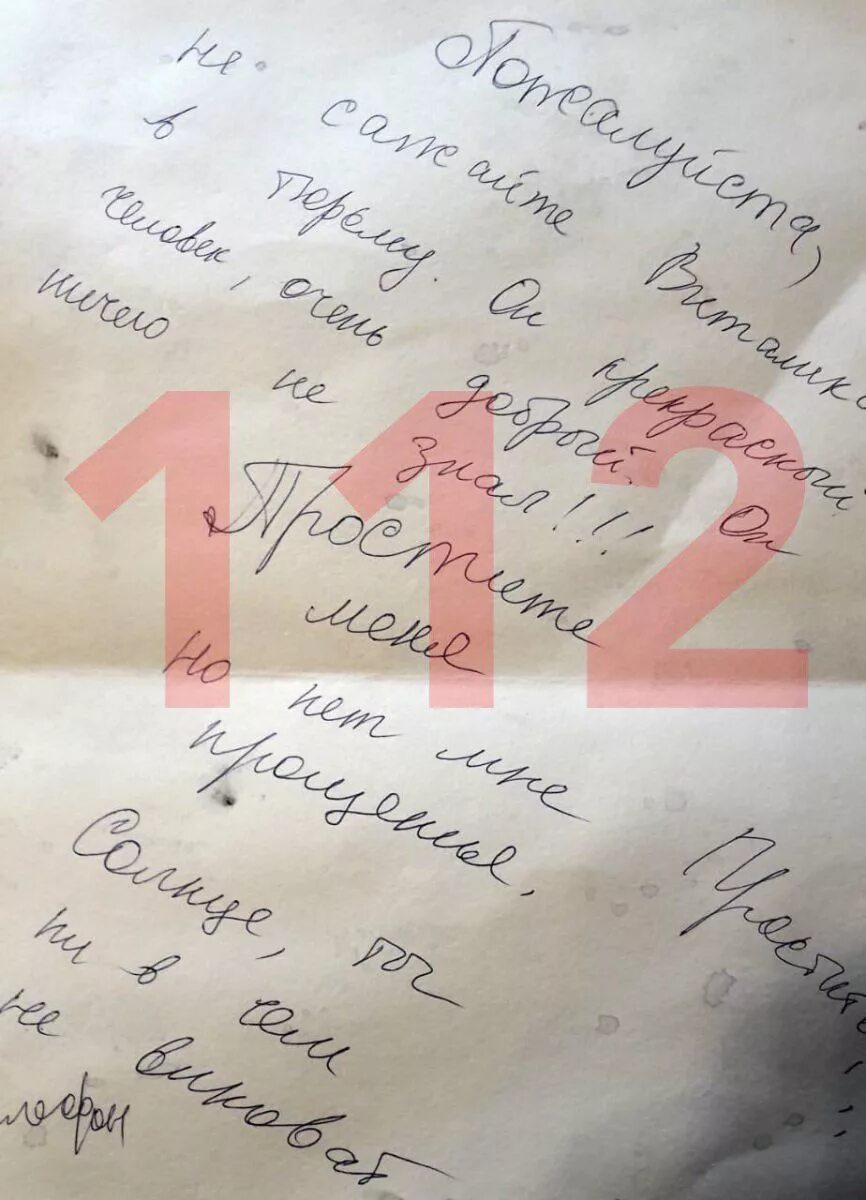 Пожалуйста,
не сажайте Виталика
в тюрьму. Он прекрасный
человек, очень добрый. Он
ничего не знал!!!
Простите
меня
но нет мне
прощенья,
Простите
Солнце, ты
ни в чем
не виноват
112